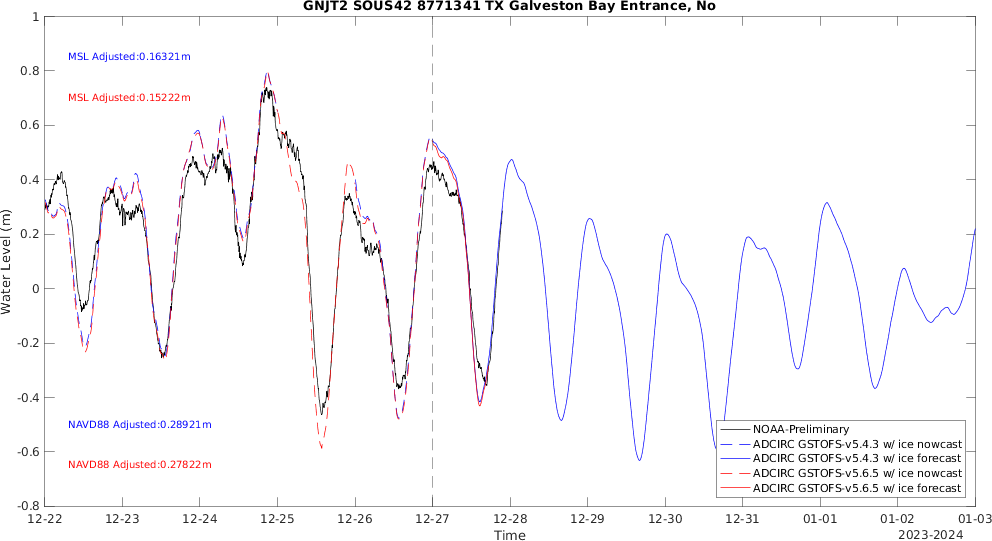 GNJT2 SOUS42 8771341 TX Galveston Bay Entrance, No
MSL Adjusted:0.16321m
MSL Adjusted:0.15222m
NAVD88 Adjusted:0.28921m
NAVD88 Adjusted:0.27822m
Water Level (m)
1
0.8
0.6
0.4
0.2
0
-0.2
-0.4
-0.6
-0.8
NOAA-Preliminary
ADCIRC GSTOFS-v5.4.3 w/ ice nowcast
ADCIRC GSTOFS-v5.4.3 w/ ice forecast
ADCIRC GSTOFS-v5.6.5 w/ ice nowcast
ADCIRC GSTOFS-v5.6.5 w/ ice forecast
12-22 12-23 12-24 12-25 12-26 12-27 12-28 12-29 12-30 12-31 01-01 01-02 01-03
Time
2023-2024